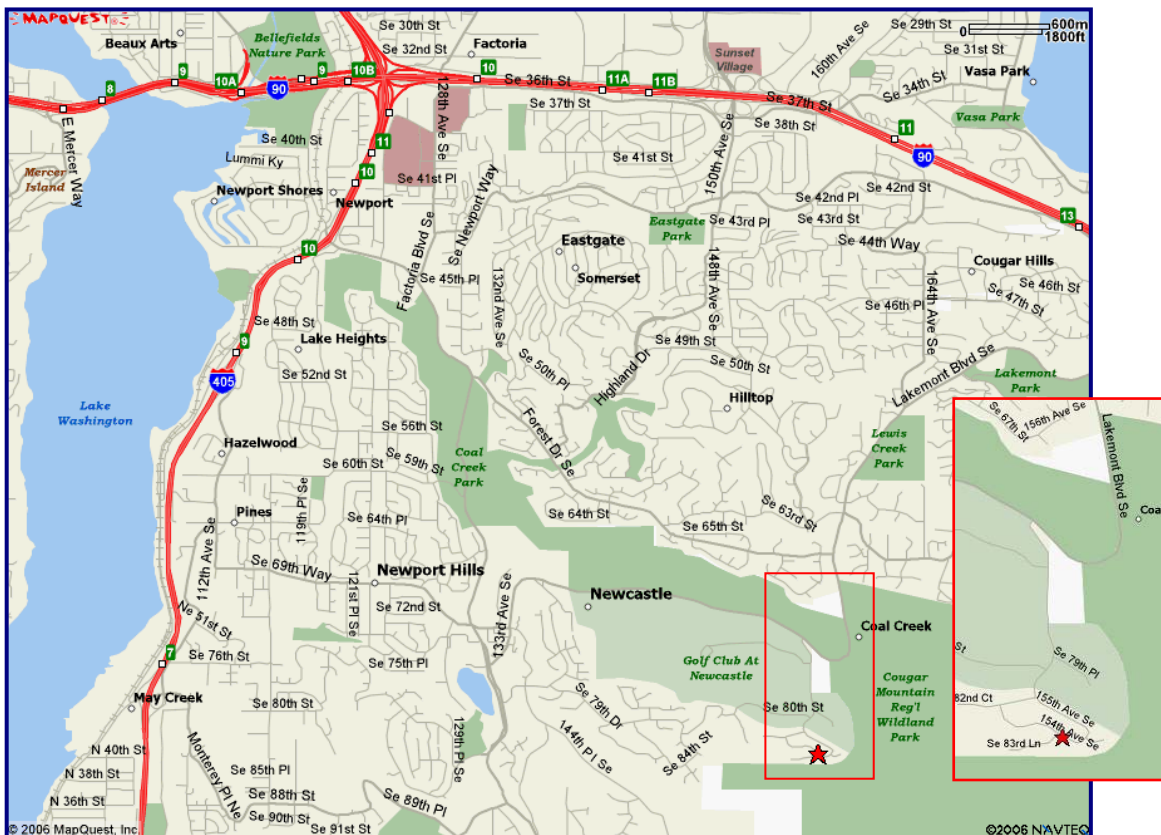 MAPQUEST
Se 30th St
Se 29th St
600m
1800ft
Beaux Arts
Bellefields
Nature Park
Se 32nd St
Factoria
160th Ave Se
Se 31st St
Sunset
Village
Vasa Park
10A
9
9
10B
10
Se 36th St
11A
11B
8
90
Se 37th St
Se 37th St
Se 34th St
E Mercer Way
128th Ave Se
Se 38th St
Vasa Park
Se 40th St
11
11
90
Lummi Ky
Se 41st St
150th Ave Se
Mercer
Island
10
Se 41st Pl
Se 42nd St
Newport Shores
Newport
Se Newport Way
Se 42nd Pl
13
Eastgate
Park
Se 43rd Pl
Se 43rd St
10
Eastgate
Se 44th Way
Factoria Blvd Se
Se 45th Pl
Somerset
148th Ave Se
Cougar Hills
132nd Ave Se
164th Ave Se
Se 46th St
Se 47th St
Se 46th Pl
Se 48th St
9
Lake Heights
Se 49th St
Se 50th Pl
Se 50th St
Highland Dr
Lakemont Blvd Se
405
Se 52nd St
Lakemont
Park
Lake
Washington
Hilltop
Se 56th St
Forest Dr Se
Hazelwood
Coal
Creek
Park
Se 59th St
Se 60th St
Lewis
Creek
Park
119th Pl Se
Pines
Se 64th Pl
Se 64th St
Se 63rd St
Se 65th St
112th Ave Se
Se 69th Way
121st Pl Se
Newport Hills
133rd Ave Se
Newcastle
Se 72nd St
Ne 51st St
Coal Creek
7
Se 76th St
Se 75th Pl
Golf Club At
Newcastle
Cougar
Mountain
Reg'l
Wildland
Park
May Creek
Se 80th St
Se 79th Dr
Se 80th St
144th Pl Se
Se 84th St
129th Pl Se
N 40th St
N 38th St
N 36th St
Monterey Pl Ne
Se 85th Pl
Se 88th St
Se 89th Pl
Se 90th St
Se 91st St
© 2006 MapQuest, Inc.
©2006 NAVTEQ
Se 67th St
156th Ave Se
Lakemont Blvd Se
Coa
St
Se 79th Pl
82nd Ct
155th Ave Se
154th Ave Se
Se 83rd Ln